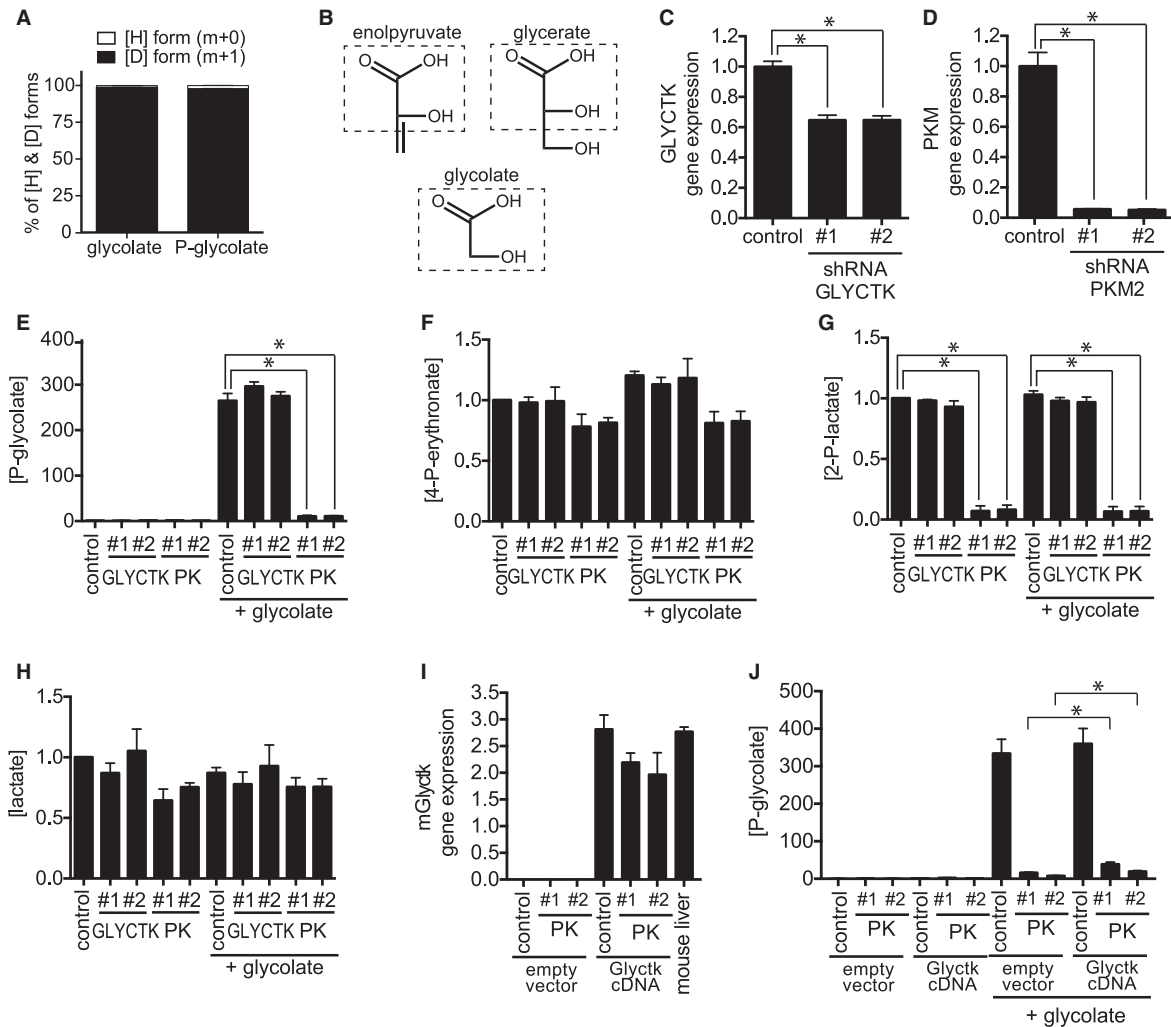 A
[H] form (m+0)
[D] form (m+1)
% of [H] & [D] forms
100
75
50
25
0
glycolate P-glycolate
B
enolpyruvate
O OH
OH
glycerate
O OH
OH
OH
glycolate
O OH
OH
C
GLYCTK
gene expression
1.2
1.0
0.8
0.6
0.4
0.2
0.0
*
*
control #1 #2
shRNA
GLYCTK
D
PKM
gene expression
1.2
1.0
0.8
0.6
0.4
0.2
0.0
*
*
control #1 #2
shRNA
PKM2
E
[P-glycolate]
400
300
200
100
0
*
*
control #1 #2 #1 #2 control #1 #2 #1 #2
GLYCTK PK GLYCTK PK
+ glycolate
F
[4-P-erythronate]
1.5
1.0
0.5
0.0
control #1 #2 #1 #2 control #1 #2 #1 #2
GLYCTK PK GLYCTK PK
+ glycolate
G
[2-P-lactate]
1.5
1.0
0.5
0.0
*
*
*
*
control #1 #2 #1 #2 control #1 #2 #1 #2
GLYCTK PK GLYCTK PK
+ glycolate
H
[lactate]
1.5
1.0
0.5
0.0
control #1 #2 #1 #2 control #1 #2 #1 #2
GLYCTK PK GLYCTK PK
+ glycolate
I
mGlyctk
gene expression
3.5
3.0
2.5
2.0
1.5
1.0
0.5
0.0
control #1 #2 control #1 #2 mouse liver
PK PK
empty vector Glyctk cDNA
J
[P-glycolate]
500
400
300
200
100
0
*
*
control #1 #2 control #1 #2 control #1 #2 control #1 #2
PK PK PK PK
empty vector Glyctk cDNA empty vector Glyctk cDNA
+ glycolate